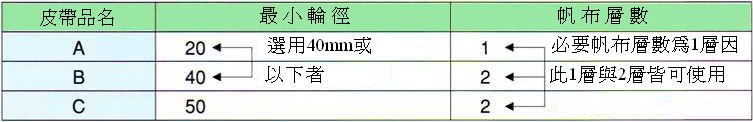 皮帶品名 最小輪徑 帆布層數
A 20 選用40mm或 1 必要帆布層數為1層因
B 40 以下者 2 此1層與2層皆可使用
C 50 2